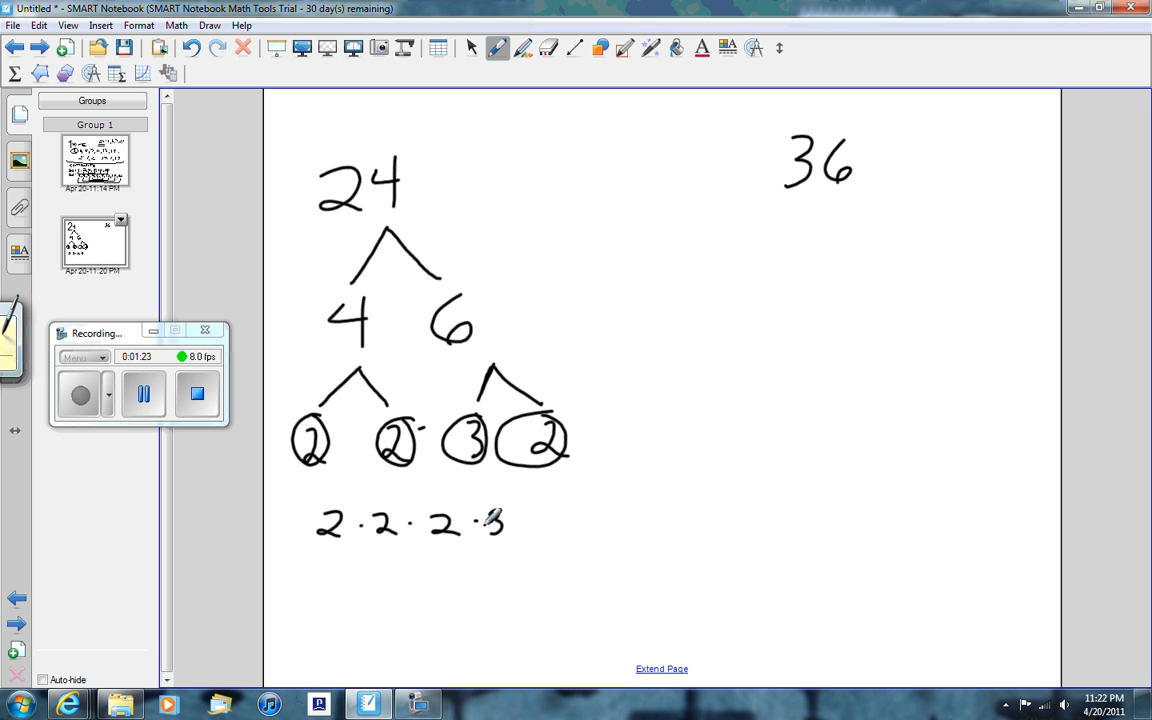 Untitled * - SMART Notebook (SMART Notebook Math Tools Trial - 30 day(s) remaining)
File Edit View Insert Format Math Draw Help
Groups
Group 1
Apr 20-11:14 PM
Apr 20-11:20 PM
Recording...
Menu
0:01:23
8.0 fps
24
36
4 6
2 2 3 2
2 · 2 · 2 · 3
Extend Page
Auto-hide
11:22 PM
4/20/2011